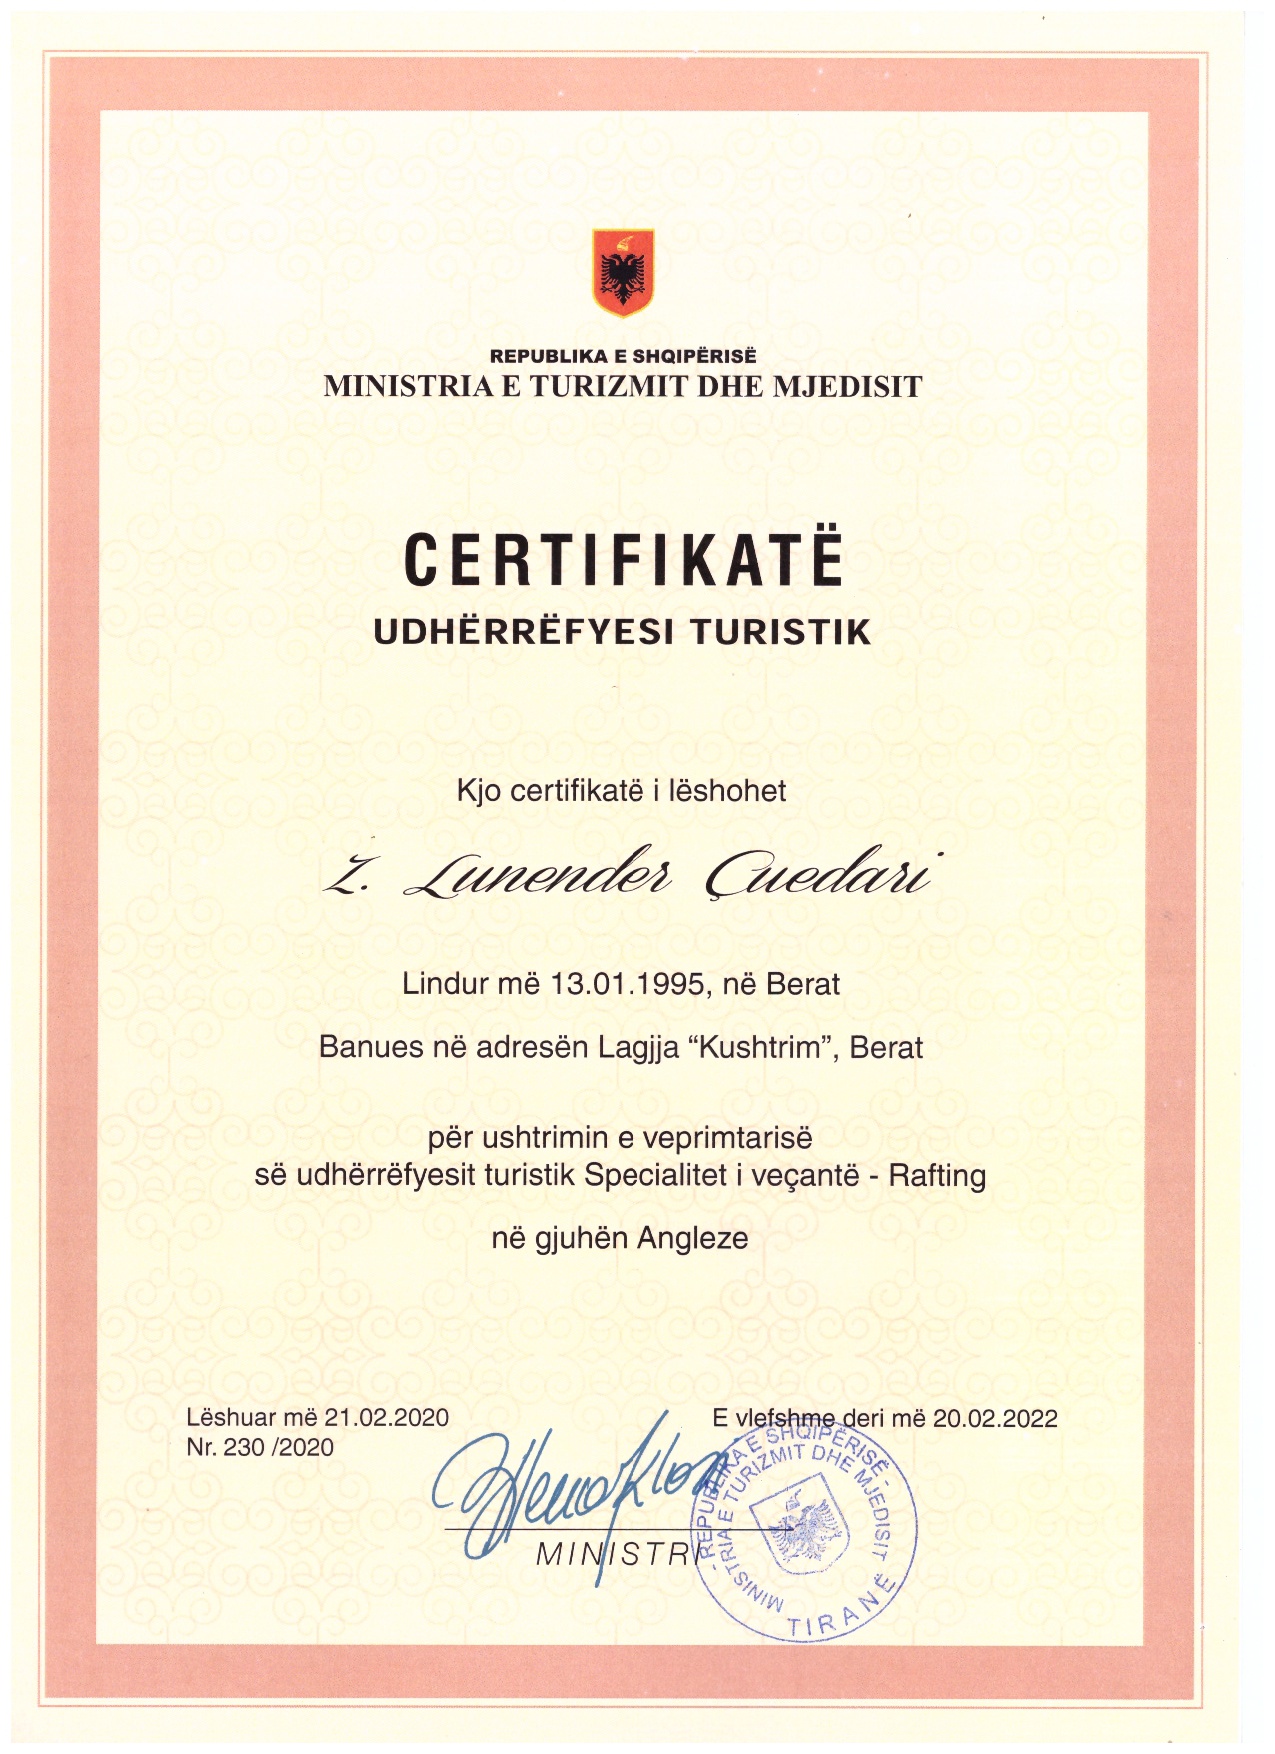 REPUBLIKA E SHQIPËRISË
MINISTRIA E TURIZMIT DHE MJEDISIT
CERTIFIKATË
UDHËRRËFYESI TURISTIK
Kjo certifikatë i lëshohet
Z. Lunender Çuedari
Lindur më 13.01.1995, në Berat
Banues në adresën Lagjja “Kushtrim”, Berat
për ushtrimin e veprimtarisë
së udhërrëfyesit turistik Specialitet i veçantë - Rafting
në gjuhën Angleze
Lëshuar më 21.02.2020
Nr. 230 /2020
E vlefshme deri më 20.02.2022
MINISTRI
- REPUBLIKA E SHQIPËRISË -
MINISTRIA E TURIZMIT DHE MJEDISIT
TIRANË